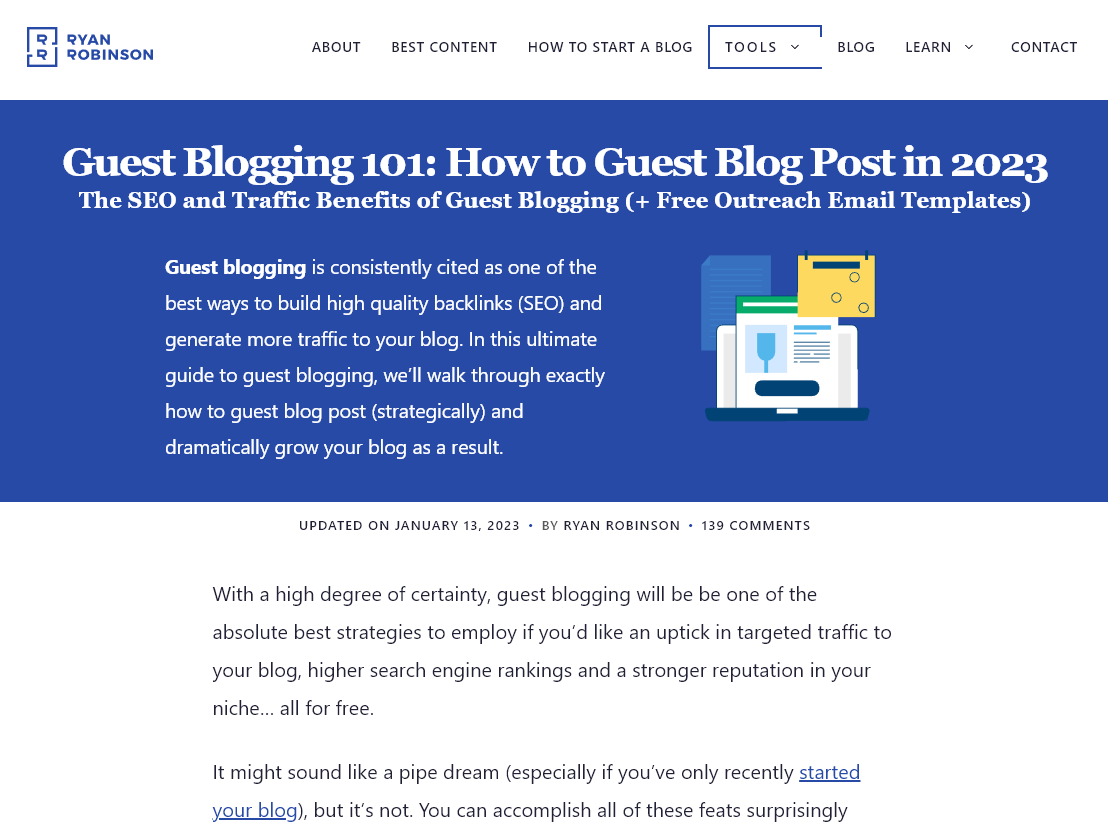 RYAN
ROBINSON
ABOUT BEST CONTENT HOW TO START A BLOG TOOLS BLOG LEARN CONTACT
Guest Blogging 101: How to Guest Blog Post in 2023
The SEO and Traffic Benefits of Guest Blogging (+ Free Outreach Email Templates)
Guest blogging is consistently cited as one of the
best ways to build high quality backlinks (SEO) and
generate more traffic to your blog. In this ultimate
guide to guest blogging, we’ll walk through exactly
how to guest blog post (strategically) and
dramatically grow your blog as a result.
UPDATED ON JANUARY 13, 2023 • BY RYAN ROBINSON • 139 COMMENTS
With a high degree of certainty, guest blogging will be be one of the
absolute best strategies to employ if you’d like an uptick in targeted traffic to
your blog, higher search engine rankings and a stronger reputation in your
niche… all for free.
It might sound like a pipe dream (especially if you’ve only recently started
your blog), but it’s not. You can accomplish all of these feats surprisingly